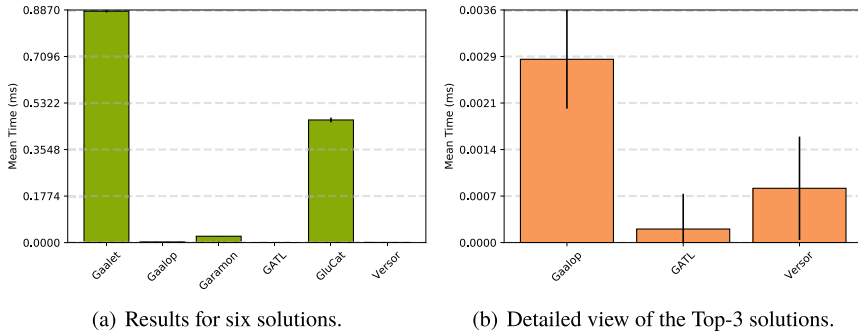 0.8870
0.7096
0.5322
0.3548
0.1774
0.0000
Mean Time (ms)
Gaalet
Gaalop
Garamon
GATL
GluCat
Versor
(a) Results for six solutions.
0.0036
0.0029
0.0021
0.0014
0.0007
0.0000
Mean Time (ms)
Gaalop
GATL
Versor
(b) Detailed view of the Top-3 solutions.